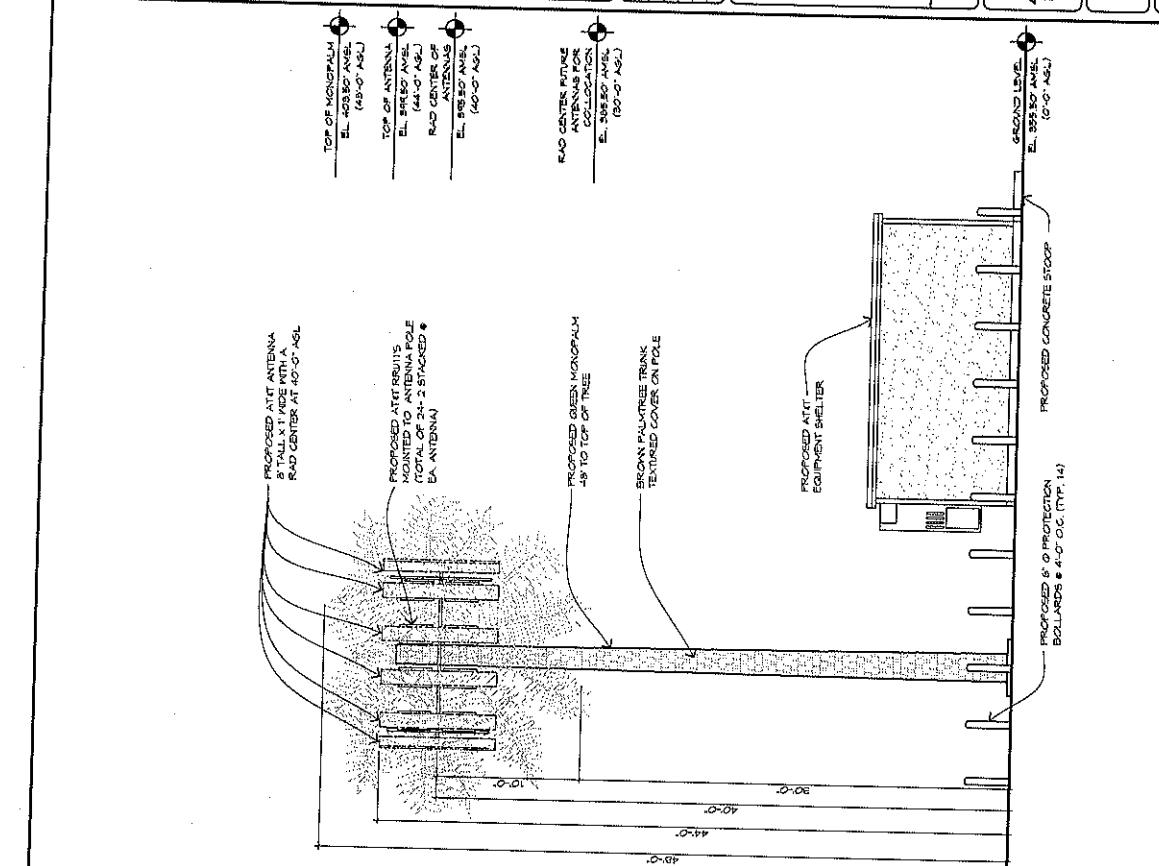 TOP OF MONOPALM
EL. 403.50' AMSL
(48'-0" AGL)
TOP OF ANTENNA
EL. 399.50' AMSL
(44'-0" AGL)
RAD CENTER OF
ANTENNAS
EL. 395.50' AMSL
(40'-0" AGL)
RAD CENTER FUTURE
ANTENNAS FOR
COLLOCATION
EL. 385.50' AMSL
(30'-0" AGL)
GROUND LEVEL
EL. 355.50' AMSL
(0'-0" AGL)
PROPOSED AT&T ANTENNA
8' TALL X 1' WIDE WITH A
RAD CENTER AT 40'-0" AGL
PROPOSED AT&T RRU11'S
MOUNTED TO ANTENNA POLE
(TOTAL OF 24- 2 STACKED @
EA. ANTENNA)
PROPOSED QUEEN MONOPALM
48' TO TOP OF TREE
BROWN PALMTREE TRUNK
TEXTURED COVER ON POLE
PROPOSED AT&T
EQUIPMENT SHELTER
PROPOSED CONCRETE STOOP
PROPOSED 6" Ø PROTECTION
BOLLARDS @ 4'-0" O.C. (TYP. 14)
10'-0"
30'-0"
40'-0"
44'-0"
48'-0"